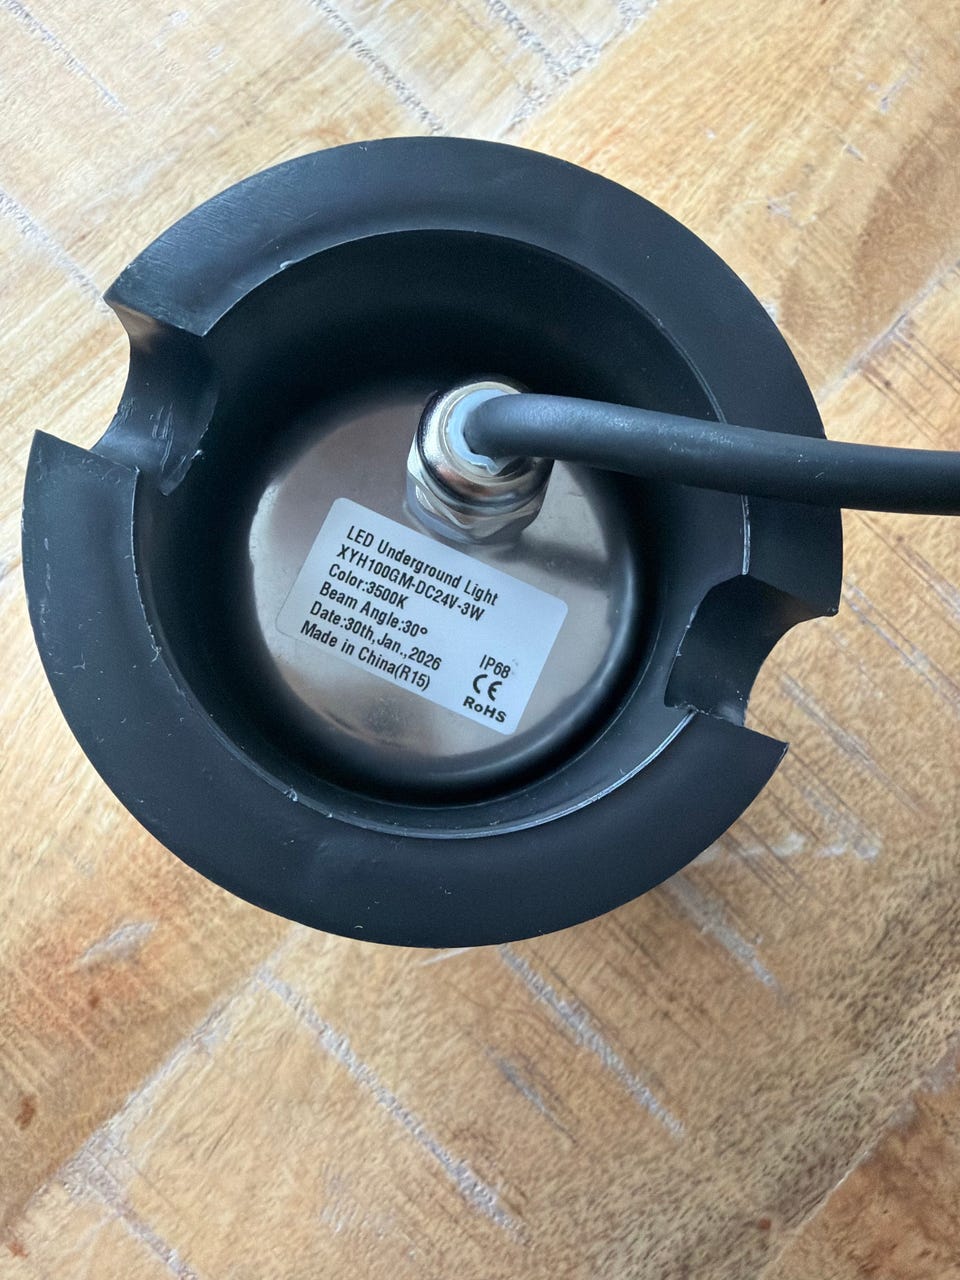 LED Underground Light
XYH100GM-DC24V-3W
Color:3500K
Beam Angle:30°
Date:30th,Jan.,2026
Made in China(R15)
IP68
CE
RoHS